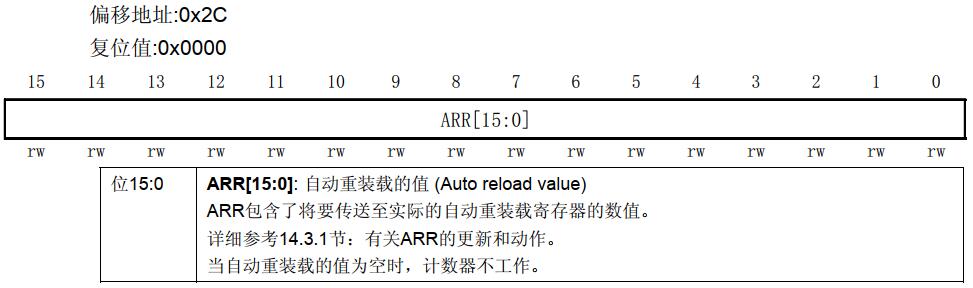 偏移地址:0x2C
复位值:0x0000
15 14 13 12 11 10 9 8 7 6 5 4 3 2 1 0
ARR[15:0]
rw rw rw rw rw rw rw rw rw rw rw rw rw rw rw rw
位15:0 ARR[15:0]: 自动重装载的值 (Auto reload value)
ARR包含了将要传送至实际的自动重装载寄存器的数值。
详细参考14.3.1节：有关ARR的更新和动作。
当自动重装载的值为空时，计数器不工作。